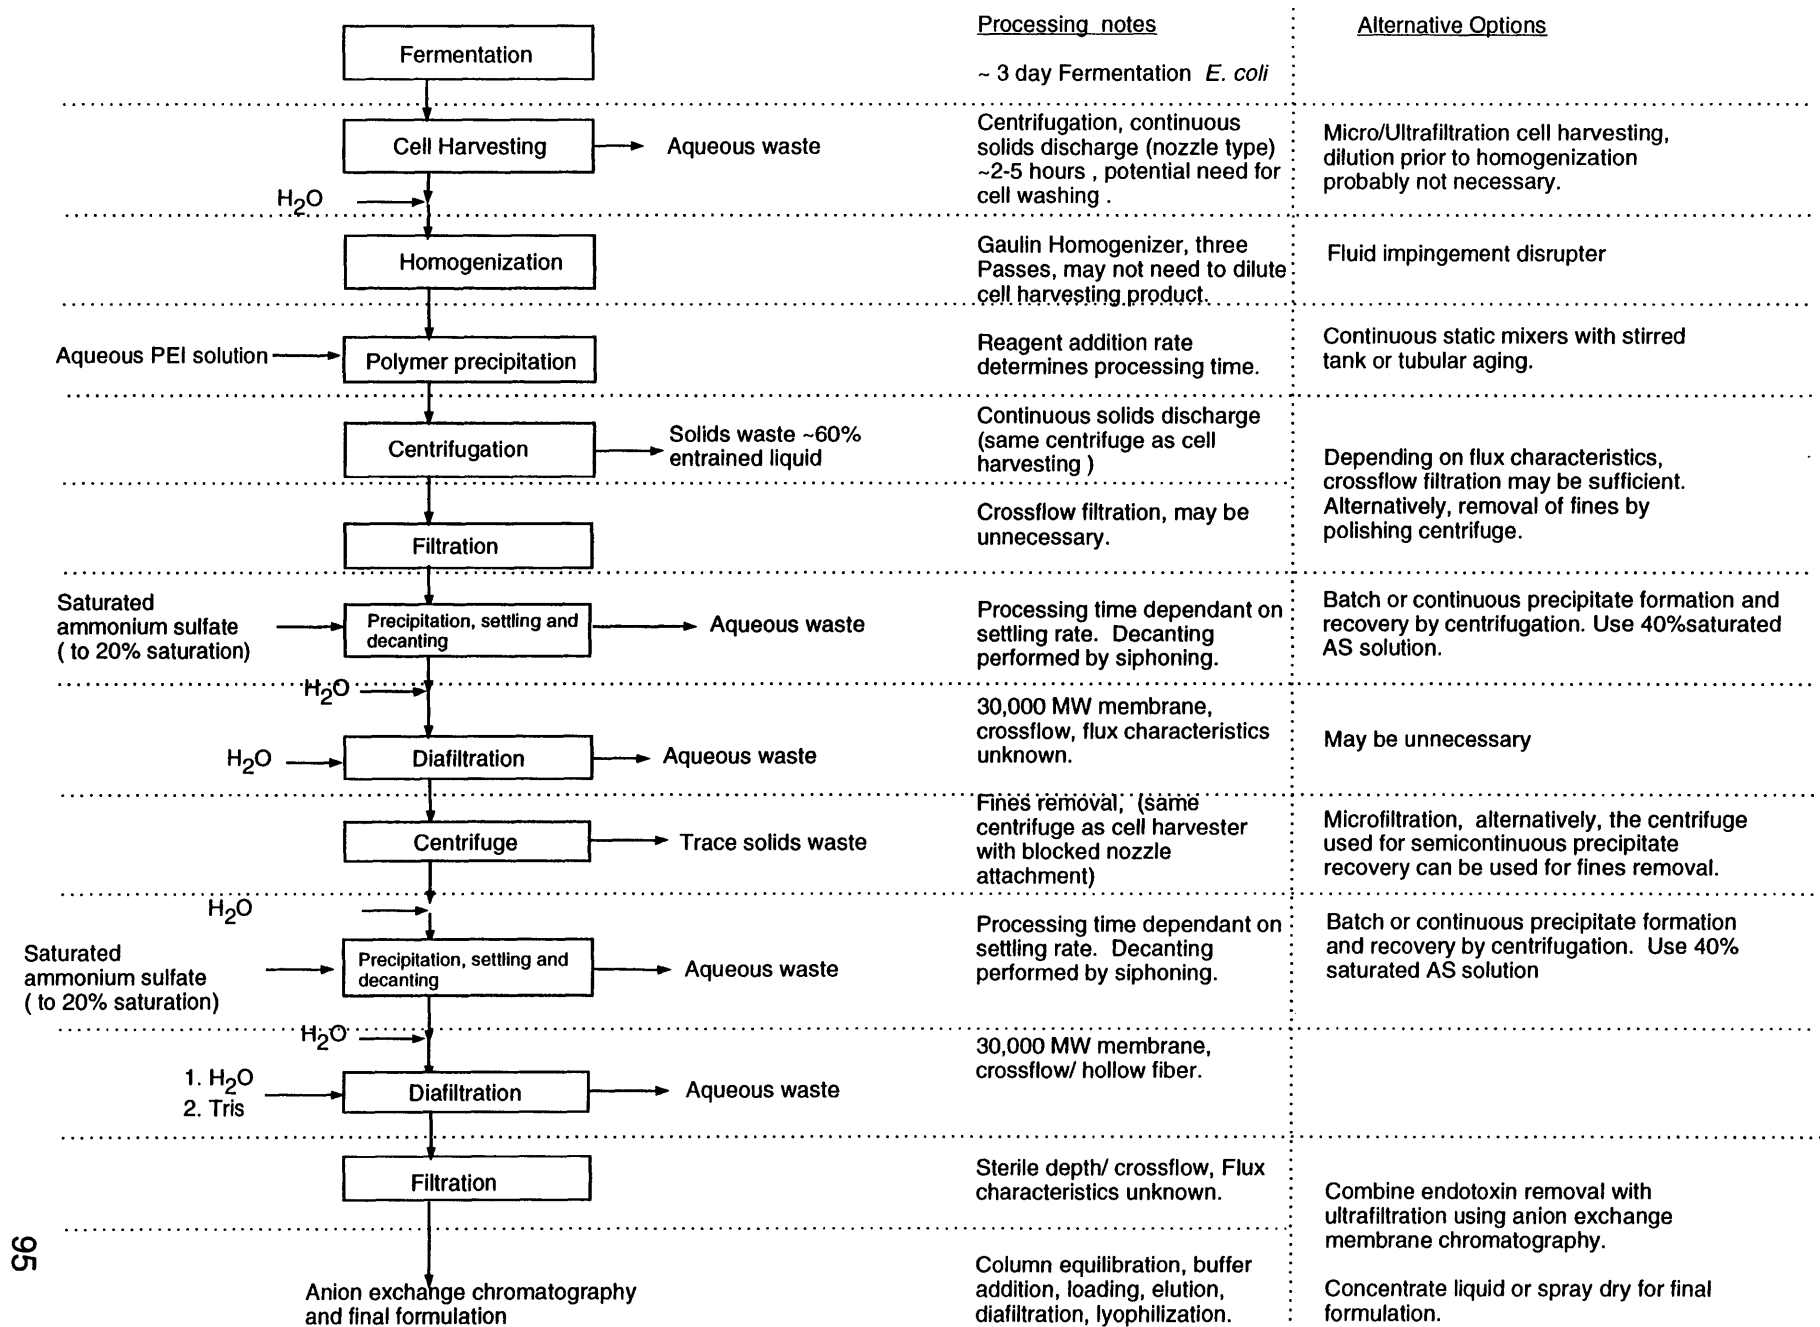 Processing notes
Alternative Options
Fermentation
~ 3 day Fermentation E. coli
Cell Harvesting
Aqueous waste
H2O
Centrifugation, continuous
solids discharge (nozzle type)
~2-5 hours , potential need for
cell washing .
Micro/Ultrafiltration cell harvesting,
dilution prior to homogenization
probably not necessary.
Homogenization
Gaulin Homogenizer, three
Passes, may not need to dilute
cell harvesting product.
Fluid impingement disrupter
Aqueous PEI solution
Polymer precipitation
Reagent addition rate
determines processing time.
Continuous static mixers with stirred
tank or tubular aging.
Centrifugation
Solids waste ~60%
entrained liquid
Continuous solids discharge
(same centrifuge as cell
harvesting )
Depending on flux characteristics,
crossflow filtration may be sufficient.
Alternatively, removal of fines by
polishing centrifuge.
Filtration
Crossflow filtration, may be
unnecessary.
Saturated
ammonium sulfate
( to 20% saturation)
Precipitation, settling and
decanting
Aqueous waste
Processing time dependant on
settling rate. Decanting
performed by siphoning.
Batch or continuous precipitate formation and
recovery by centrifugation. Use 40%saturated
AS solution.
H2O
H2O
Diafiltration
Aqueous waste
30,000 MW membrane,
crossflow, flux characteristics
unknown.
May be unnecessary
Centrifuge
Trace solids waste
Fines removal, (same
centrifuge as cell harvester
with blocked nozzle
attachment)
Microfiltration, alternatively, the centrifuge
used for semicontinuous precipitate
recovery can be used for fines removal.
H2O
Saturated
ammonium sulfate
( to 20% saturation)
Precipitation, settling and
decanting
Aqueous waste
Processing time dependant on
settling rate. Decanting
performed by siphoning.
Batch or continuous precipitate formation
and recovery by centrifugation. Use 40%
saturated AS solution
H2O
1. H2O
2. Tris
Diafiltration
Aqueous waste
30,000 MW membrane,
crossflow/ hollow fiber.
Filtration
Sterile depth/ crossflow, Flux
characteristics unknown.
Combine endotoxin removal with
ultrafiltration using anion exchange
membrane chromatography.
Anion exchange chromatography
and final formulation
Column equilibration, buffer
addition, loading, elution,
diafiltration, lyophilization.
Concentrate liquid or spray dry for final
formulation.
95